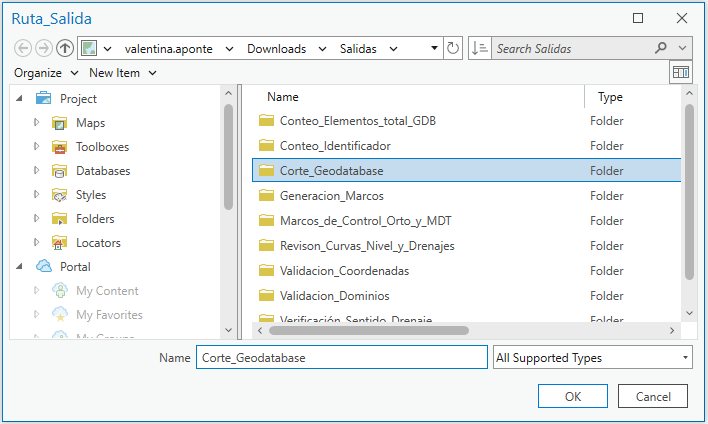 Ruta_Salida
valentina.aponte Downloads Salidas Search Salidas
Organize New Item
Project
Maps
Toolboxes
Databases
Styles
Folders
Locators
Portal
My Content
My Favorites
My Groups
Name Type
Conteo_Elementos_total_GDB Folder
Conteo_Identificador Folder
Corte_Geodatabase Folder
Generacion_Marcos Folder
Marcos_de_Control_Orto_y_MDT Folder
Revison_Curvas_Nivel_y_Drenajes Folder
Validacion_Coordenadas Folder
Validacion_Dominios Folder
Verificación_Sentido_Drenaje Folder
Name Corte_Geodatabase All Supported Types
OK Cancel